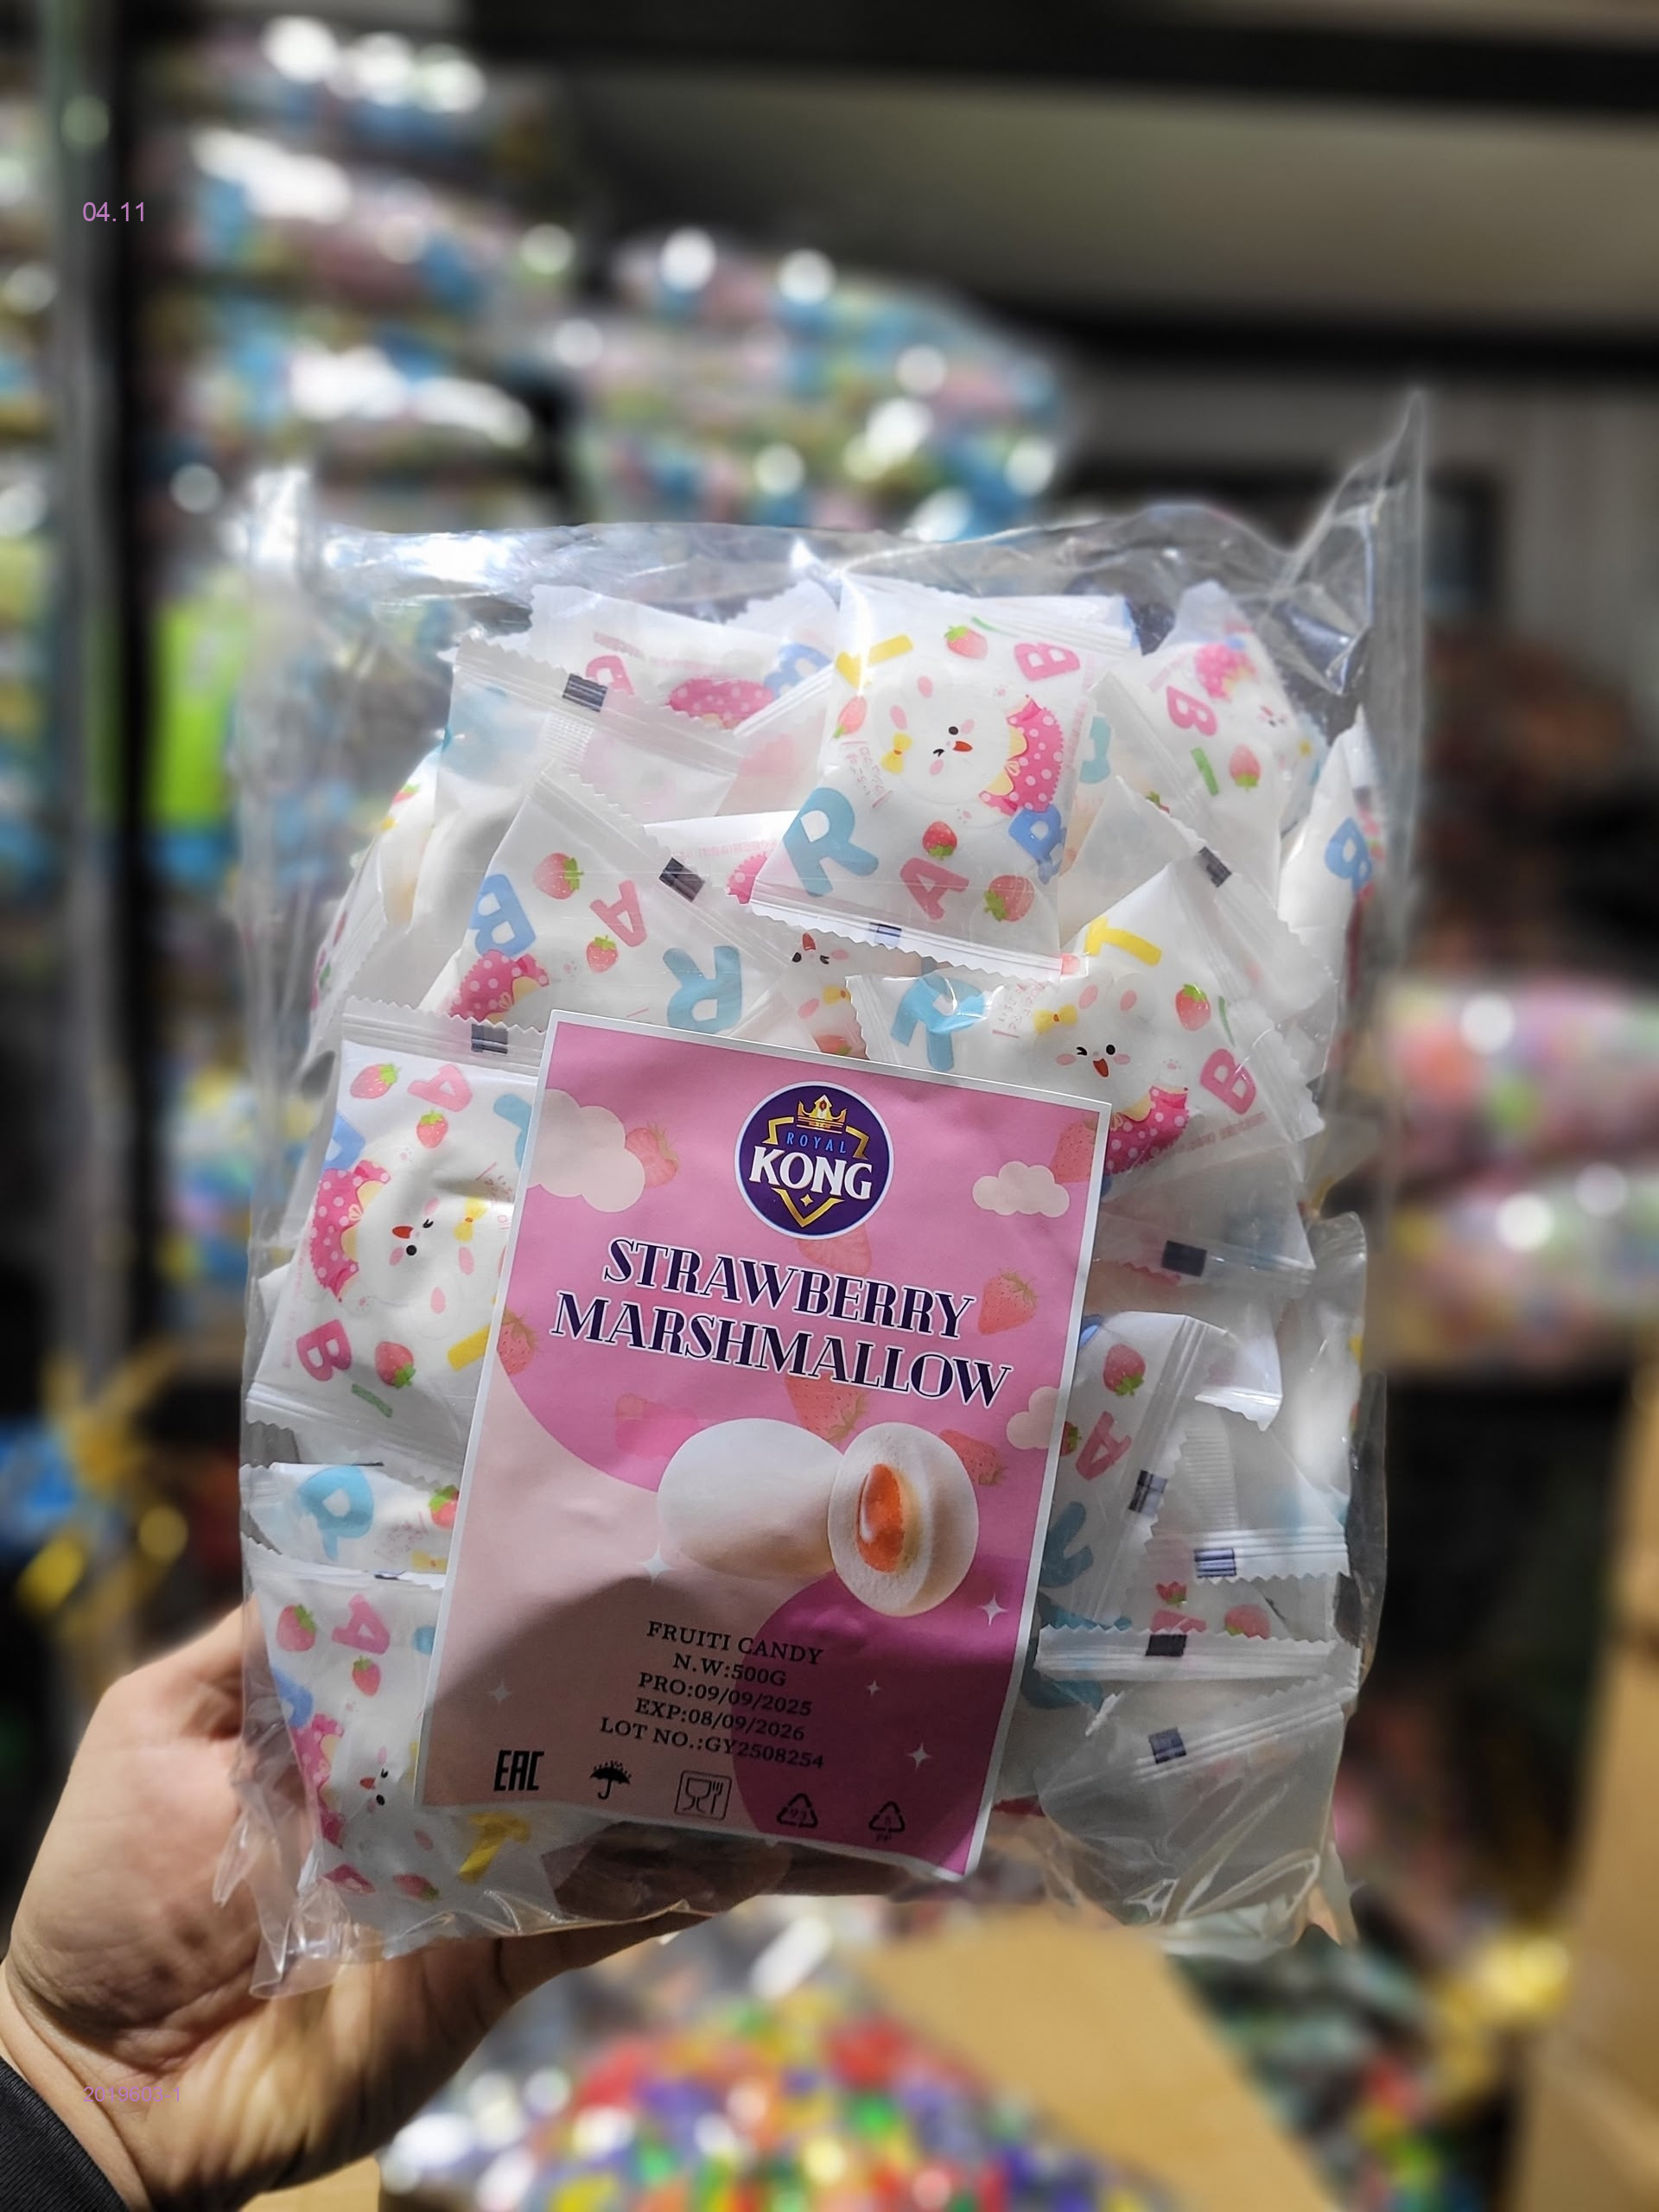 04.11
ROYAL
KONG
STRAWBERRY
MARSHMALLOW
FRUITI CANDY
N.W:500G
PRO:09/09/2025
EXP:08/09/2026
LOT NO.:GY2508254
EAC
PP
2019603-1